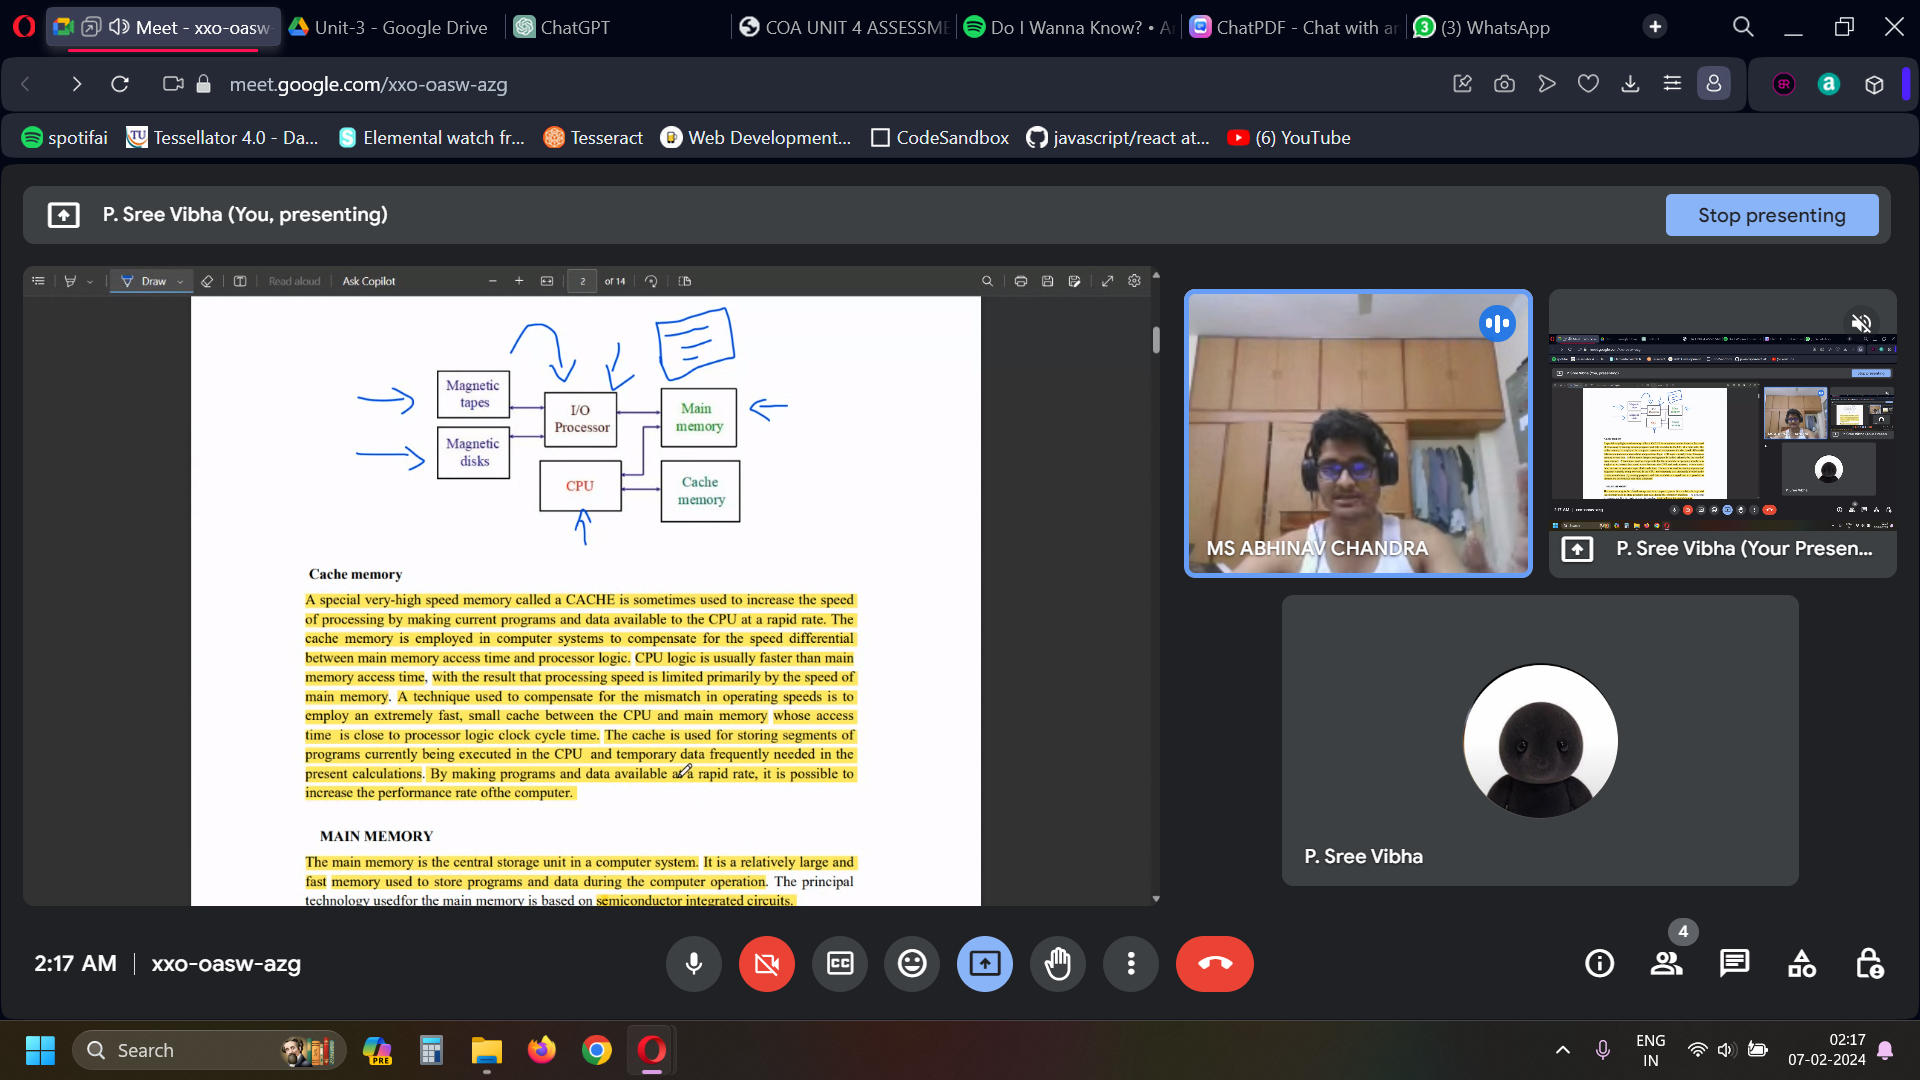 Meet - xxo-oasw
Unit-3 - Google Drive
ChatGPT
COA UNIT 4 ASSESSME
Do I Wanna Know? • Ar
ChatPDF - Chat with an
3
(3) WhatsApp
meet.google.com/xxo-oasw-azg
spotifai
Tessellator 4.0 - Da...
Elemental watch fr...
Tesseract
Web Development...
CodeSandbox
javascript/react at...
(6) YouTube
P. Sree Vibha (You, presenting)
Stop presenting
Draw
Read aloud
Ask Copilot
2
of 14
Magnetic
tapes
I/O
Processor
Main
memory
Magnetic
disks
CPU
Cache
memory
Cache memory
A special very-high speed memory called a CACHE is sometimes used to increase the speed
of processing by making current programs and data available to the CPU at a rapid rate. The
cache memory is employed in computer systems to compensate for the speed differential
between main memory access time and processor logic. CPU logic is usually faster than main
memory access time, with the result that processing speed is limited primarily by the speed of
main memory. A technique used to compensate for the mismatch in operating speeds is to
employ an extremely fast, small cache between the CPU and main memory whose access
time is close to processor logic clock cycle time. The cache is used for storing segments of
programs currently being executed in the CPU and temporary data frequently needed in the
present calculations. By making programs and data available a a rapid rate, it is possible to
increase the performance rate ofthe computer.
MAIN MEMORY
The main memory is the central storage unit in a computer system. It is a relatively large and
fast memory used to store programs and data during the computer operation. The principal
technology usedfor the main memory is based on semiconductor integrated circuits.
MS ABHINAV CHANDRA
P. Sree Vibha (Your Presen...
P. Sree Vibha
2:17 AM
xxo-oasw-azg
4
Search
PRE
ENG
IN
02:17
07-02-2024